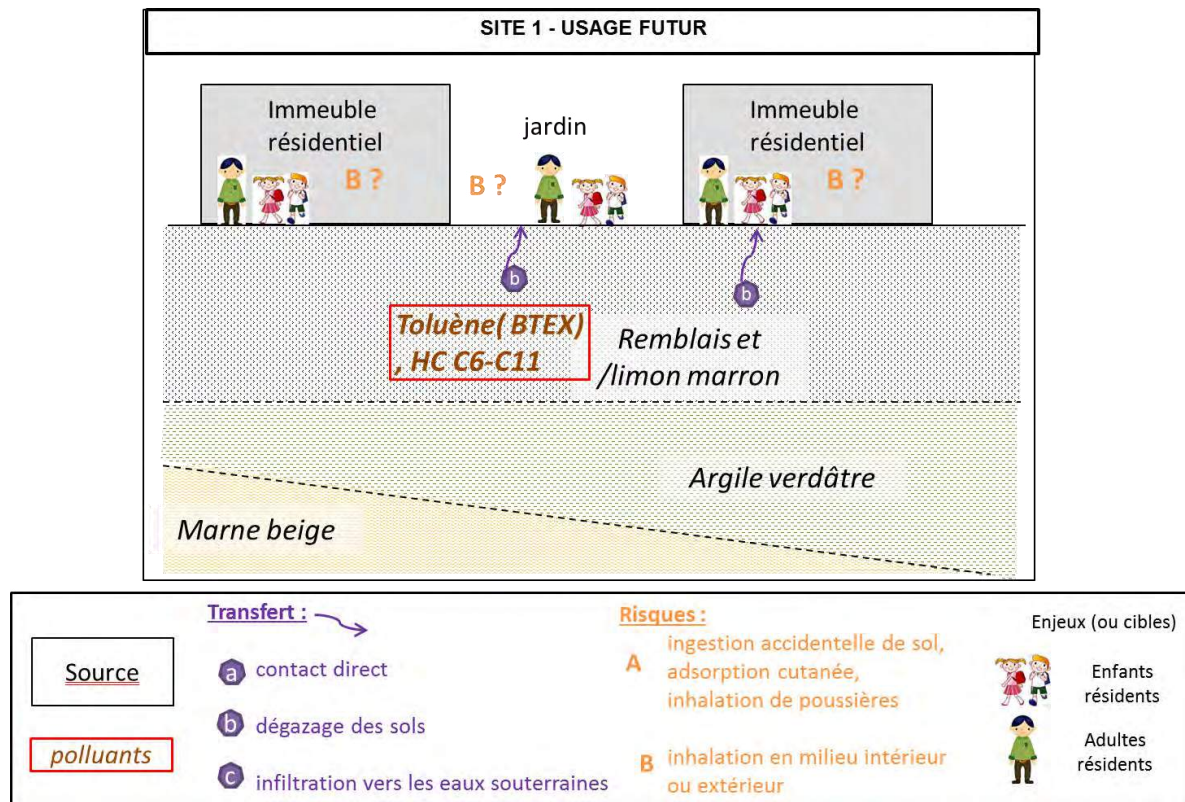 SITE 1 - USAGE FUTUR
Immeuble
résidentiel
B ?
jardin
B ?
Immeuble
résidentiel
B ?
b
b
Toluène( BTEX)
, HC C6-C11
Remblais et
/limon marron
Argile verdâtre
Marne beige
Source
polluants
Transfert :
a contact direct
b dégazage des sols
c infiltration vers les eaux souterraines
Risques :
A ingestion accidentelle de sol,
adsorption cutanée,
inhalation de poussières
B inhalation en milieu intérieur
ou extérieur
Enjeux (ou cibles)
Enfants
résidents
Adultes
résidents